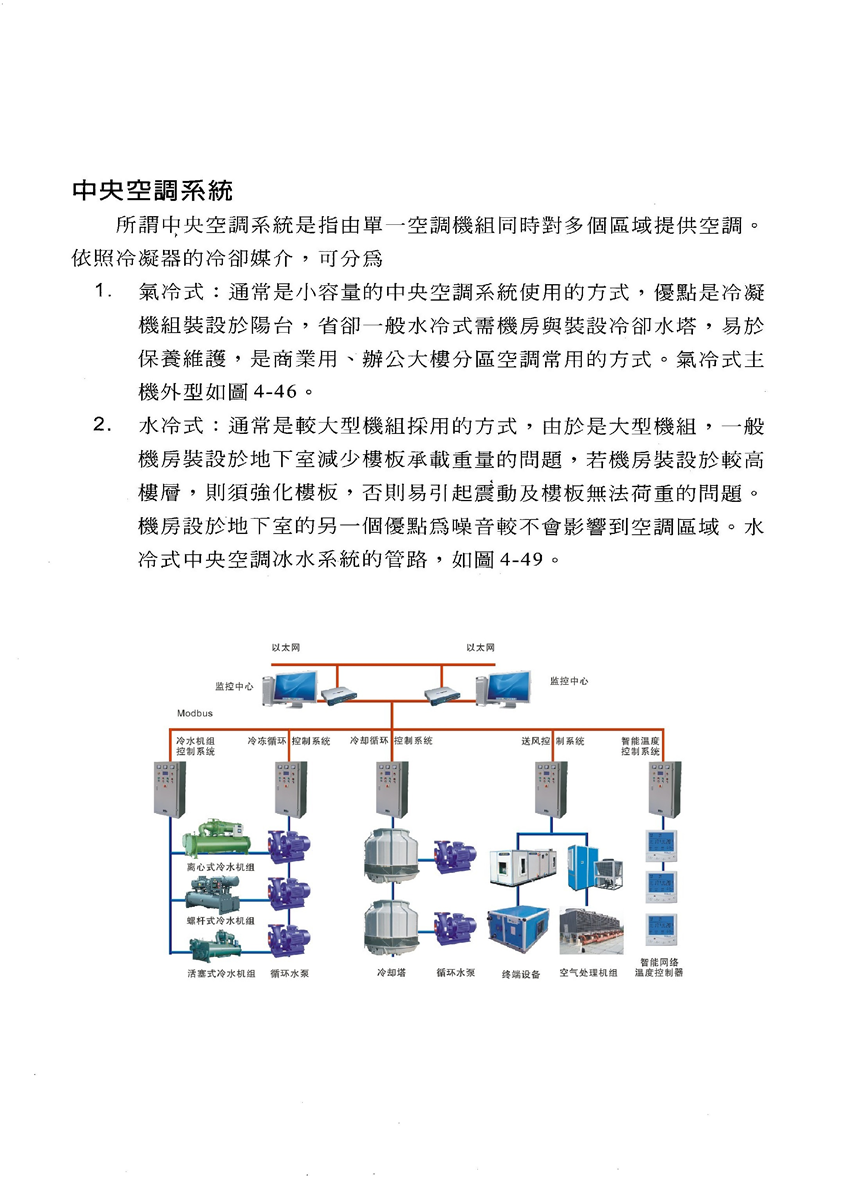 中央空調系統
所謂中央空調系統是指由單一空調機組同時對多個區域提供空調。
依照冷凝器的冷卻媒介，可分爲
1. 氣冷式：通常是小容量的中央空調系統使用的方式，優點是冷凝
機組裝設於陽台，省卻一般水冷式需機房與裝設冷卻水塔，易於
保養維護，是商業用、辦公大樓分區空調常用的方式。氣冷式主
機外型如圖 4-46。
2. 水冷式：通常是較大型機組採用的方式，由於是大型機組，一般
機房裝設於地下室減少樓板承載重量的問題，若機房裝設於較高
樓層，則須強化樓板，否則易引起震動及樓板無法荷重的問題。
機房設於地下室的另一個優點爲噪音較不會影響到空調區域。水
冷式中央空調冰水系統的管路，如圖 4-49。
以太网 以太网
监控中心 监控中心
Modbus
冷水机组 冷冻循环 控制系统 冷却循环 控制系统 送风控 制系统 智能温度
控制系统 控制系统
离心式冷水机组
螺杆式冷水机组
活塞式冷水机组 循环水泵 冷却塔 循环水泵 终端设备 空气处理机组 智能网络
温度控制器